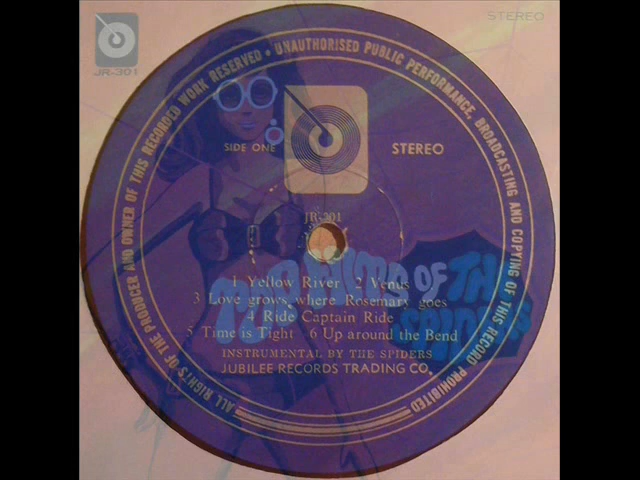 JR-301
STEREO
ALL RIGHTS OF THE PRODUCER AND OWNER OF THIS RECORDED WORK RESERVED • UNAUTHORISED PUBLIC PERFORMANCE, BROADCASTING AND COPYING OF THIS RECORD PROHIBITED
SIDE ONE
STEREO
JR-301
OF THE
1 Yellow River 2 Venus
3 Love grows where Rosemary goes
4 Ride Captain Ride
5 Time is Tight 6 Up around the Bend
INSTRUMENTAL BY THE SPIDERS
JUBILEE RECORDS TRADING CO.